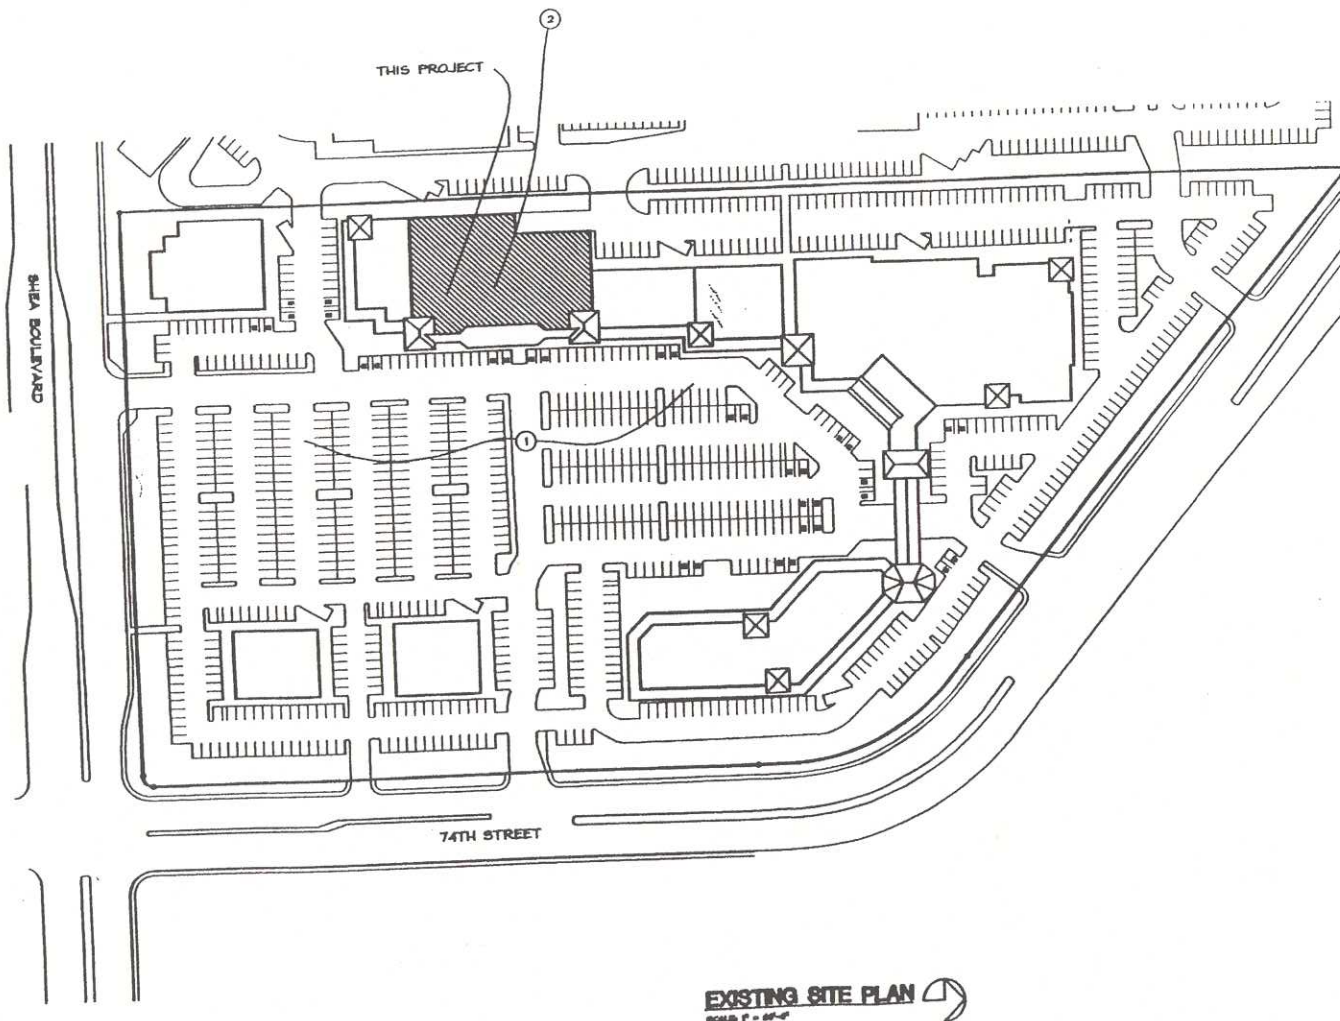 2
THIS PROJECT
SHEA BOULEVARD
1
74TH STREET
EXISTING SITE PLAN